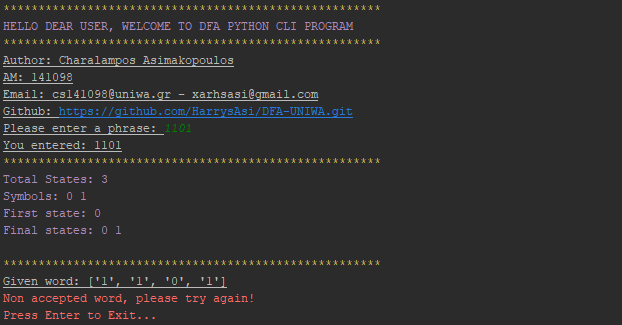 ******************************************************
HELLO DEAR USER, WELCOME TO DFA PYTHON CLI PROGRAM
******************************************************
Author: Charalampos Asimakopoulos
AM: 141098
Email: cs141098@uniwa.gr - xarhsasi@gmail.com
Github: https://github.com/HarrysAsi/DFA-UNIWA.git
Please enter a phrase: 1101
You entered: 1101
******************************************************
Total States: 3
Symbols: 0 1
First state: 0
Final states: 0 1
******************************************************
Given word: ['1', '1', '0', '1']
Non accepted word, please try again!
Press Enter to Exit...